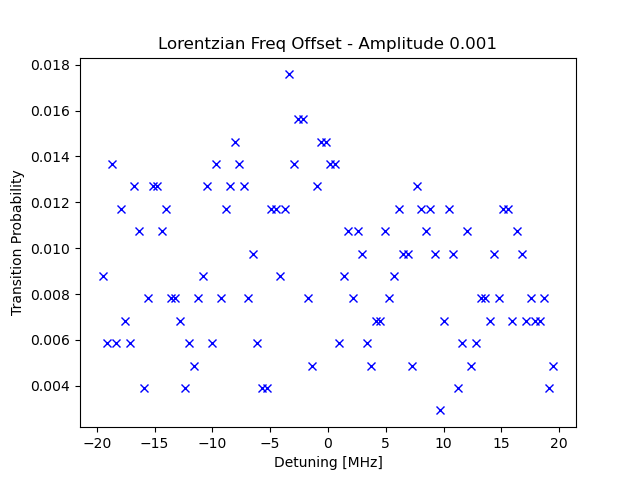 Lorentzian Freq Offset - Amplitude 0.001
Transition Probability
0.018
0.016
0.014
0.012
0.010
0.008
0.006
0.004
−20 −15 −10 −5 0 5 10 15 20
Detuning [MHz]